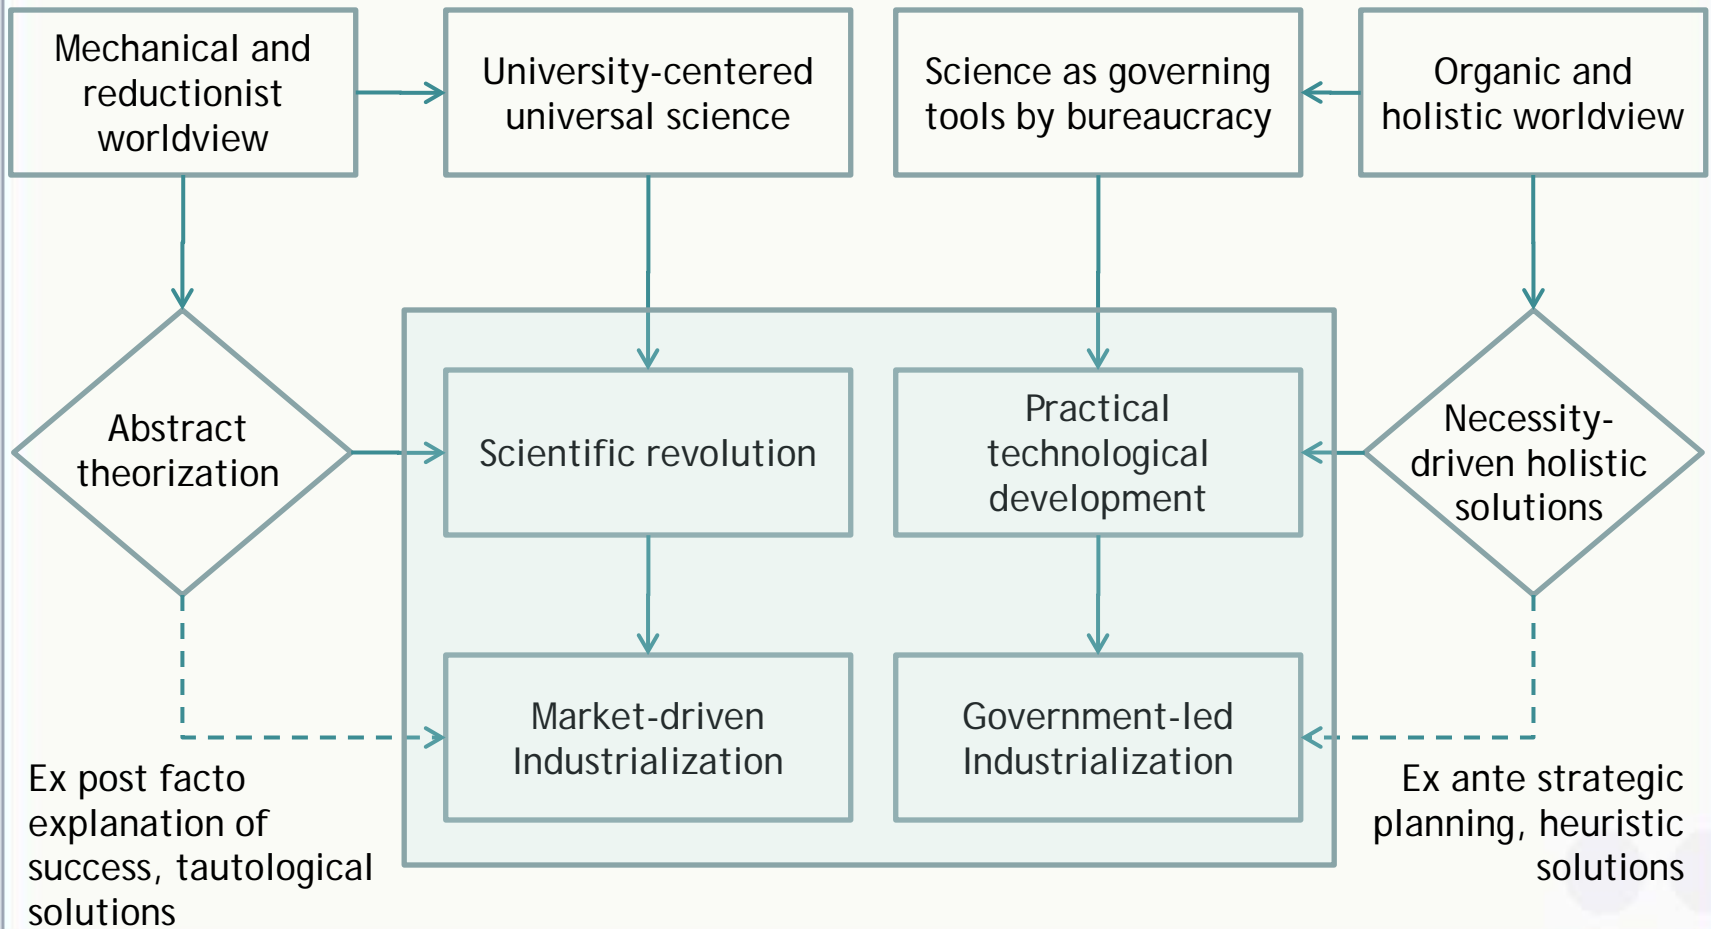 Mechanical and
reductionist
worldview
University-centered
universal science
Science as governing
tools by bureaucracy
Organic and
holistic worldview
Abstract
theorization
Scientific revolution
Practical
technological
development
Necessity-
driven holistic
solutions
Market-driven
Industrialization
Government-led
Industrialization
Ex post facto
explanation of
success, tautological
solutions
Ex ante strategic
planning, heuristic
solutions